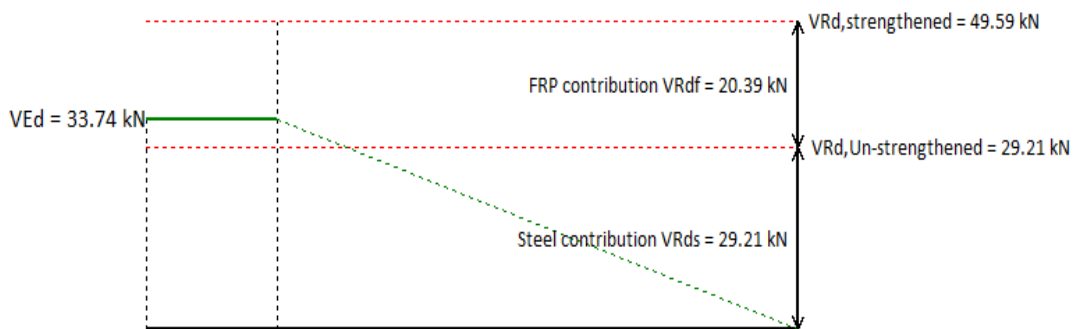 VRd,strengthened = 49.59 kN
FRP contribution VRdf = 20.39 kN
VEd = 33.74 kN
VRd,Un-strengthened = 29.21 kN
Steel contribution VRds = 29.21 kN